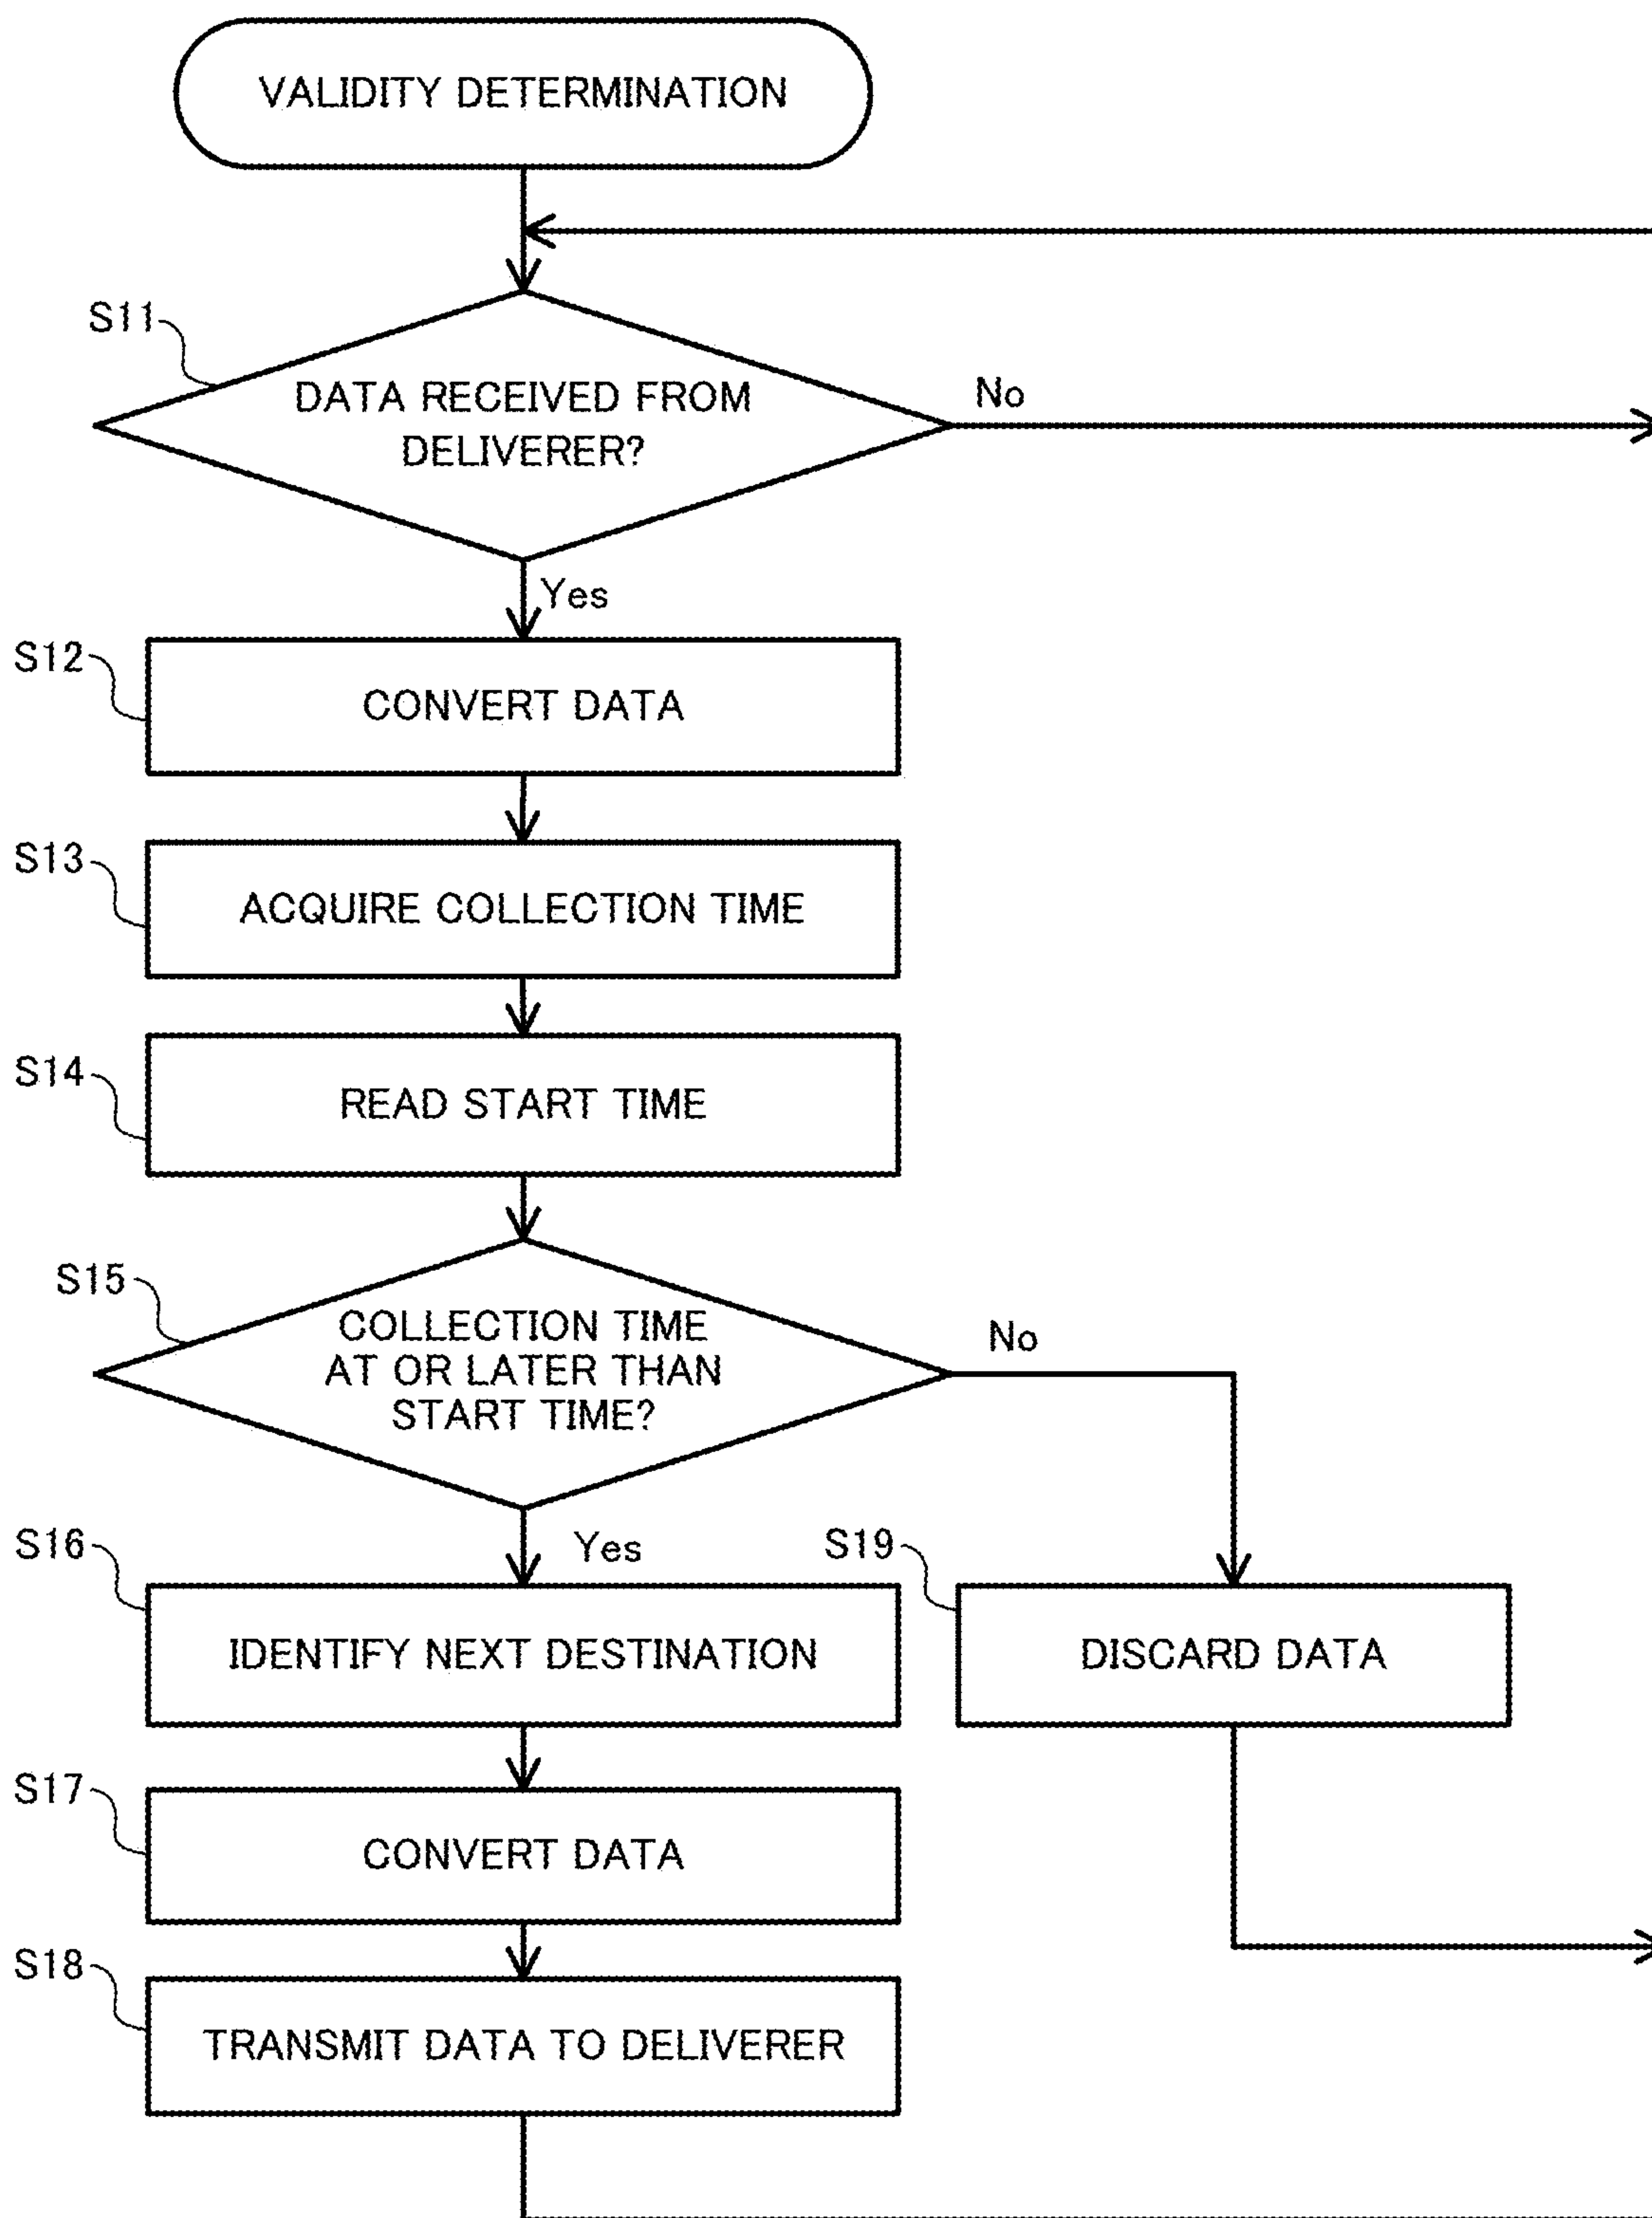 VALIDITY DETERMINATION
S11
DATA RECEIVED FROM
DELIVERER?
No
Yes
S12
CONVERT DATA
S13
ACQUIRE COLLECTION TIME
S14
READ START TIME
S15
COLLECTION TIME
AT OR LATER THAN
START TIME?
No
Yes
S16
IDENTIFY NEXT DESTINATION
S19
DISCARD DATA
S17
CONVERT DATA
S18
TRANSMIT DATA TO DELIVERER